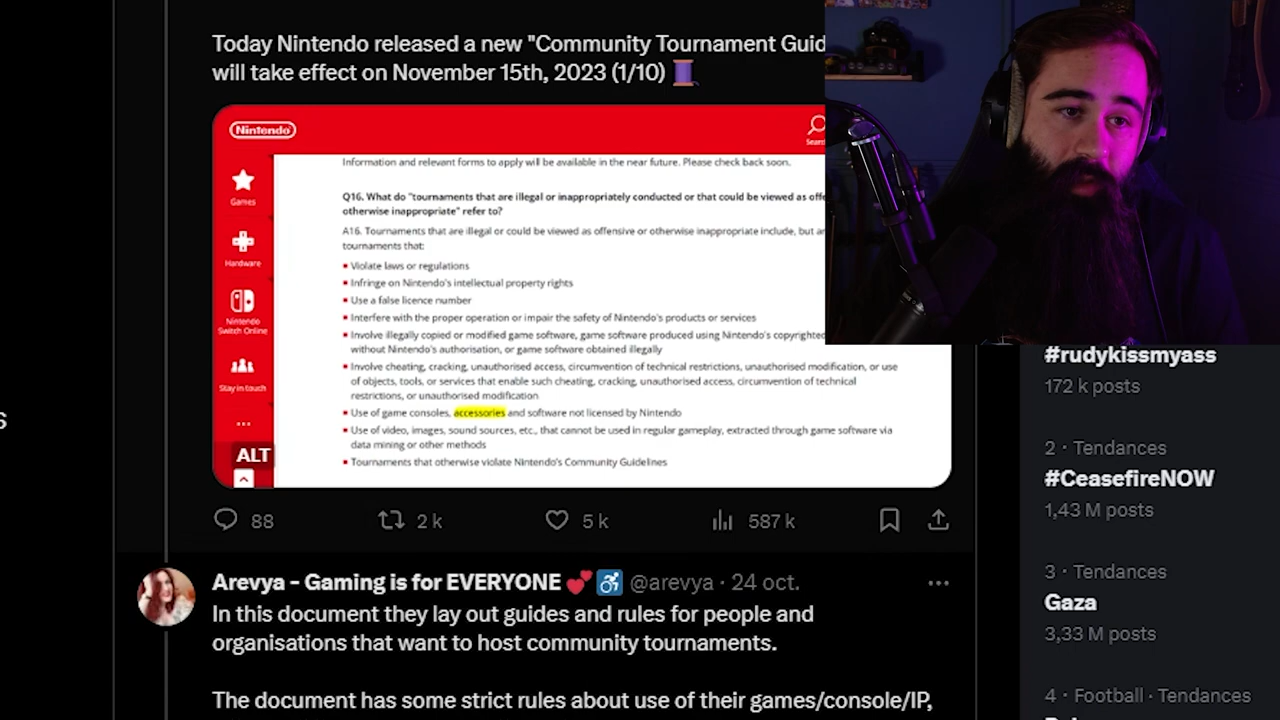 Today Nintendo released a new "Community Tournament
will take effect on November 15th, 2023 (1/10)
Nintendo
Search
Information and relevant forms to apply will be available in the near future. Please check back soon.
Games
Q16. What do "tournaments that are illegal or inappropriately conducted or that could be viewed as
otherwise inappropriate" refer to?
A16. Tournaments that are illegal or could be viewed as offensive or otherwise inappropriate include, but
tournaments that:
Hardware
Violate laws or regulations
Infringe on Nintendo's intellectual property rights
Use a false licence number
Interfere with the proper operation or impair the safety of Nintendo's products or services
Nintendo
Switch Online
Involve illegally copied or modified game software, game software produced using Nintendo's copyrighted
without Nintendo's authorisation, or game software obtained illegally
Involve cheating, cracking, unauthorised access, circumvention of technical restrictions, unauthorised modification, or use
of objects, tools, or services that enable such cheating, cracking, unauthorised access, circumvention of technical
restrictions, or unauthorised modification
Stay in touch
Use of game consoles, accessories and software not licensed by Nintendo
Use of video, images, sound sources, etc., that cannot be used in regular gameplay, extracted through game software via
data mining or other methods
Tournaments that otherwise violate Nintendo's Community Guidelines
ALT
88 2 k 5 k 587 k
Arevya - Gaming is for EVERYONE @arevya · 24 oct.
In this document they lay out guides and rules for people and
organisations that want to host community tournaments.
The document has some strict rules about use of their games/console/IP,
#rudykissmyass
172 k posts
2 · Tendances
#CeasefireNOW
1,43 M posts
3 · Tendances
Gaza
3,33 M posts
4 · Football · Tendances